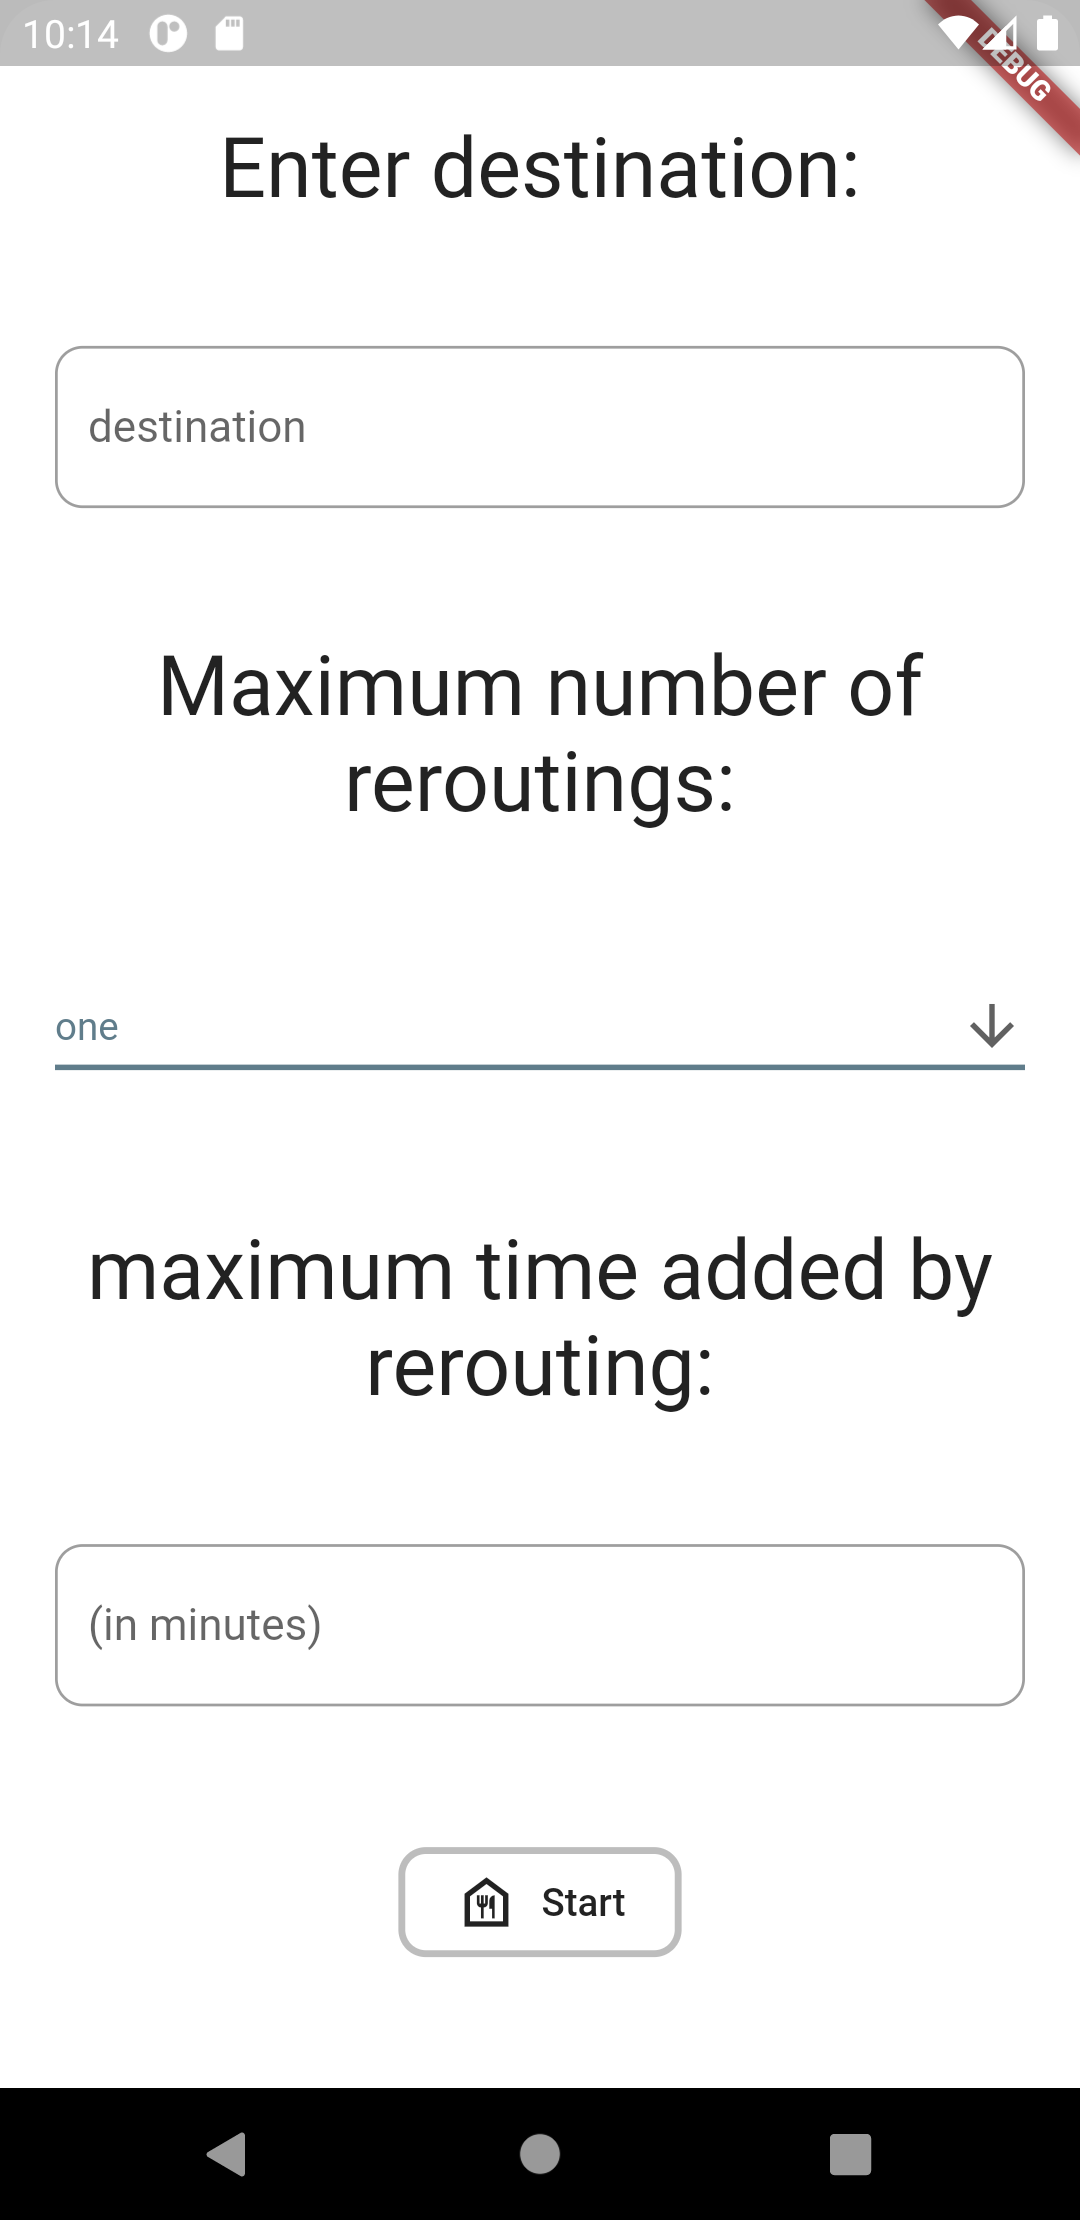 10:14
DEBUG
Enter destination:
destination
Maximum number of
reroutings:
one
maximum time added by
rerouting:
(in minutes)
Start